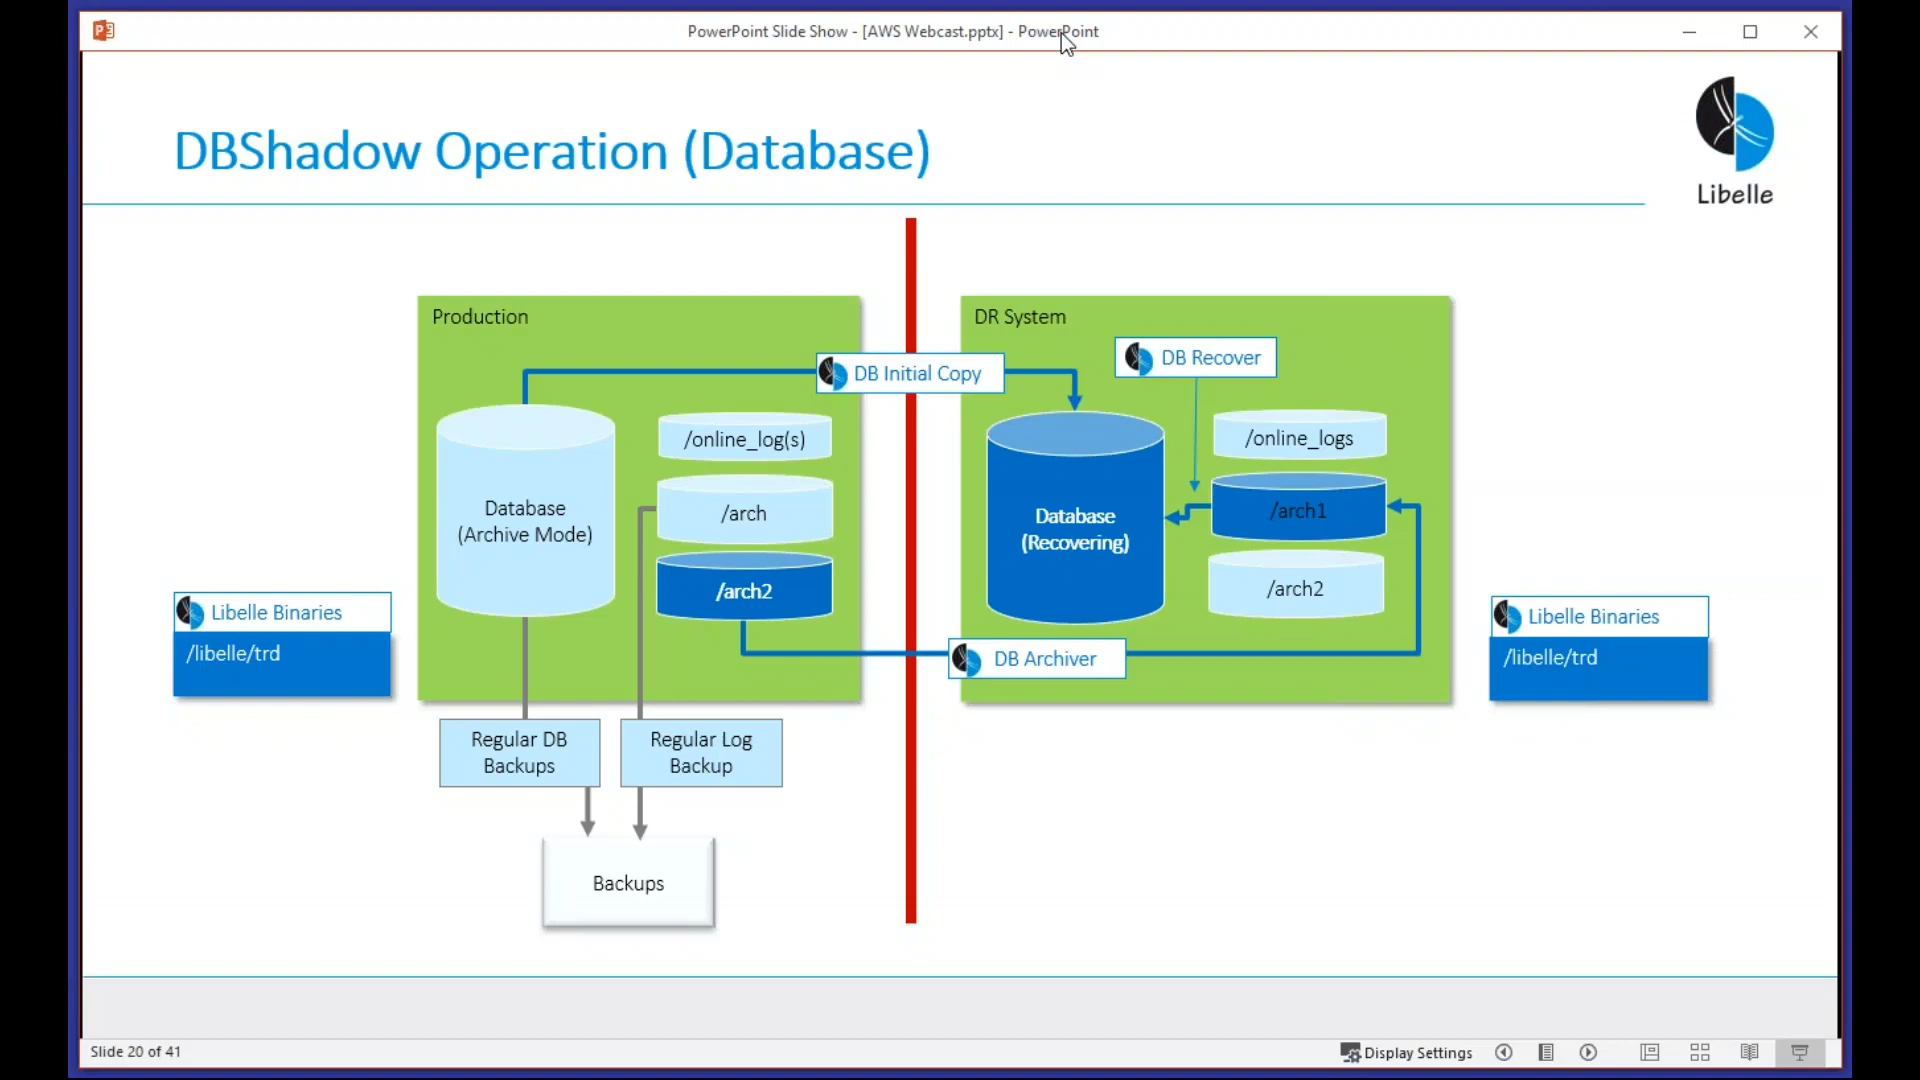 PowerPoint Slide Show - [AWS Webcast.pptx] - PowerPoint
DBShadow Operation (Database)
Libelle
Production
DR System
DB Initial Copy
DB Recover
Database
(Archive Mode)
/online_log(s)
/arch
/arch2
Database
(Recovering)
/online_logs
/arch1
/arch2
Libelle Binaries
/libelle/trd
DB Archiver
Libelle Binaries
/libelle/trd
Regular DB
Backups
Regular Log
Backup
Backups
Slide 20 of 41
Display Settings